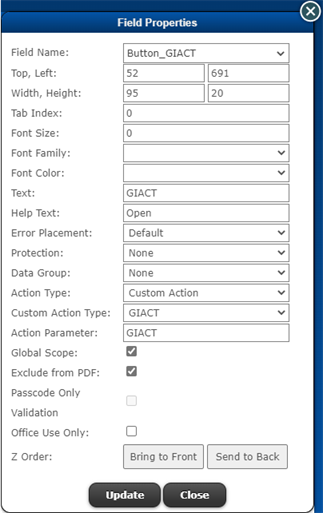 Field Properties
Field Name: Button_GIACT
Top, Left: 52 691
Width, Height: 95 20
Tab Index: 0
Font Size: 0
Font Family:
Font Color:
Text: GIACT
Help Text: Open
Error Placement: Default
Protection: None
Data Group: None
Action Type: Custom Action
Custom Action Type: GIACT
Action Parameter: GIACT
Global Scope:
Exclude from PDF:
Passcode Only
Validation
Office Use Only:
Z Order: Bring to Front Send to Back
Update Close